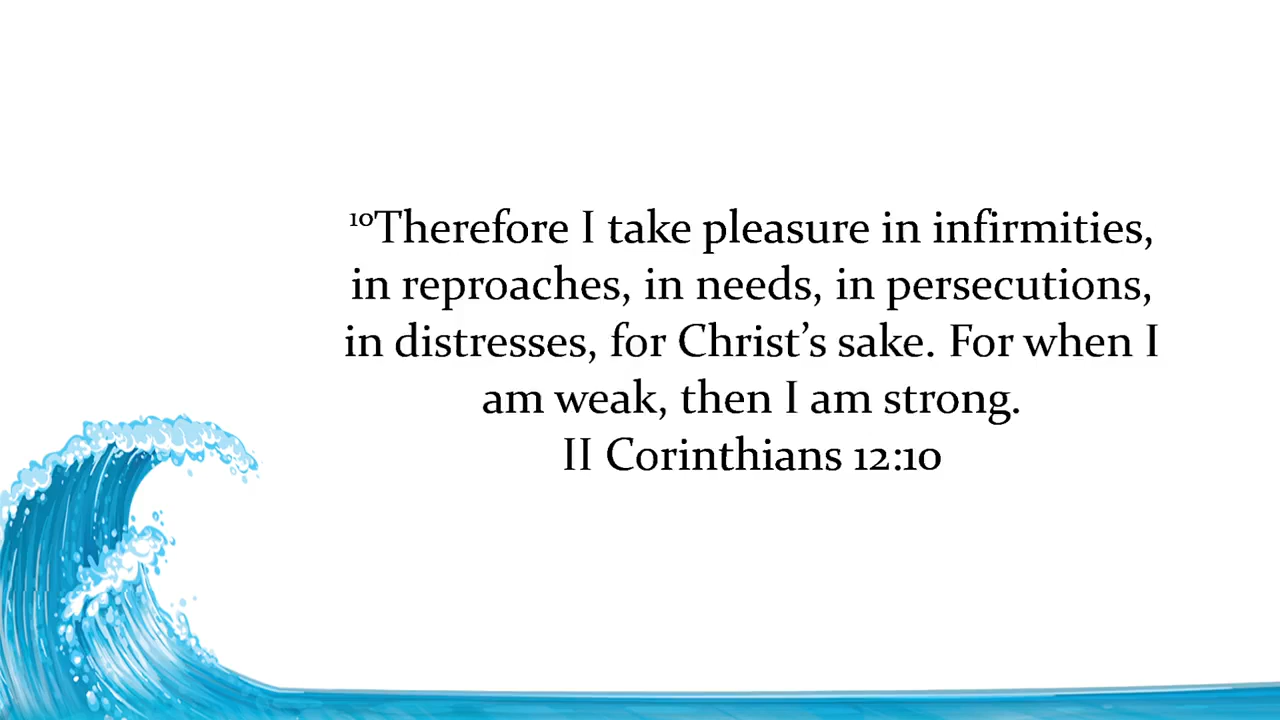 ¹⁰Therefore I take pleasure in infirmities,
in reproaches, in needs, in persecutions,
in distresses, for Christ’s sake. For when I
am weak, then I am strong.
II Corinthians 12:10